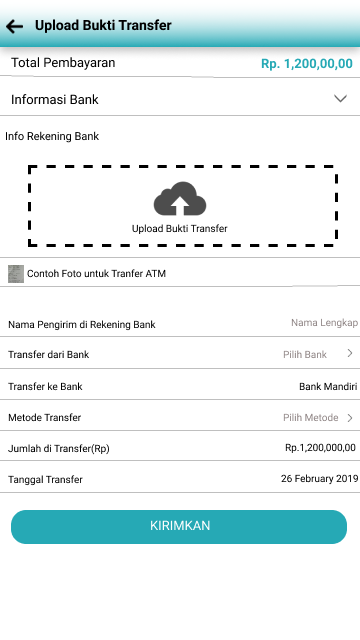 Upload Bukti Transfer
Total Pembayaran Rp. 1,200,00,00
Informasi Bank
Info Rekening Bank
Upload Bukti Transfer
Contoh Foto untuk Tranfer ATM
Nama Pengirim di Rekening Bank Nama Lengkap
Transfer dari Bank Pilih Bank
Transfer ke Bank Bank Mandiri
Metode Transfer Pilih Metode
Jumlah di Transfer(Rp) Rp.1,200,000,00
Tanggal Transfer 26 February 2019
KIRIMKAN